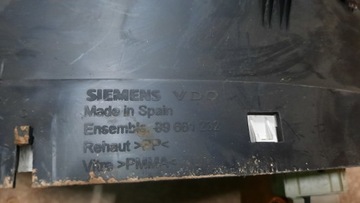 SIEMENS VDO
Made in Spain
Ensemble
Rehaut >PP<
Vitre >PMMA<